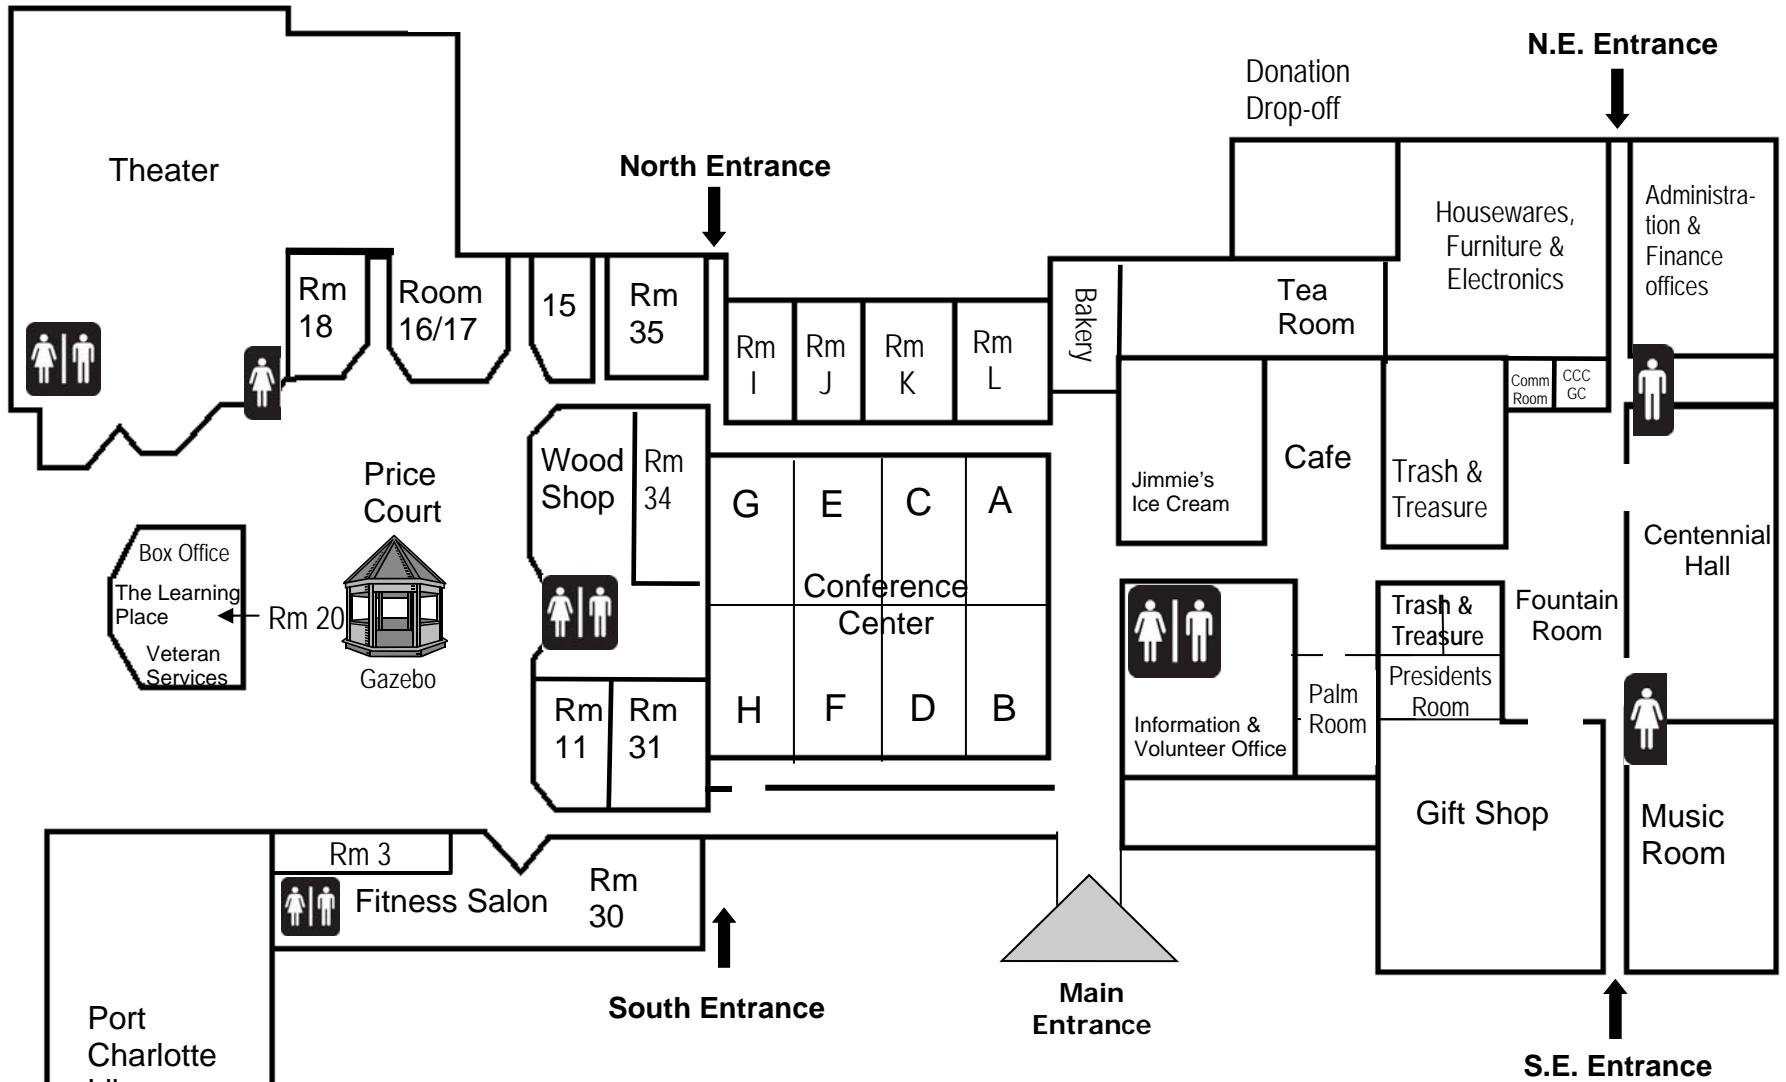 N.E. Entrance
Donation
Drop-off
Theater
North Entrance
Administra-
tion &
Finance
offices
Housewares,
Furniture &
Electronics
Rm
18
Room
16/17
15
Rm
35
Rm
I
Rm
J
Rm
K
Rm
L
Bakery
Tea
Room
Comm
Room
CCC
GC
Price
Court
Wood
Shop
Rm
34
G
E
C
A
Jimmie's
Ice Cream
Cafe
Trash &
Treasure
Centennial
Hall
Box Office
The Learning
Place
Rm 20
Veteran
Services
Gazebo
Conference
Center
Trash &
Treasure
Fountain
Room
Presidents
Room
Palm
Room
Rm
11
Rm
31
H
F
D
B
Information &
Volunteer Office
Gift Shop
Music
Room
Rm 3
Fitness Salon
Rm
30
South Entrance
Main
Entrance
Port
Charlotte
S.E. Entrance